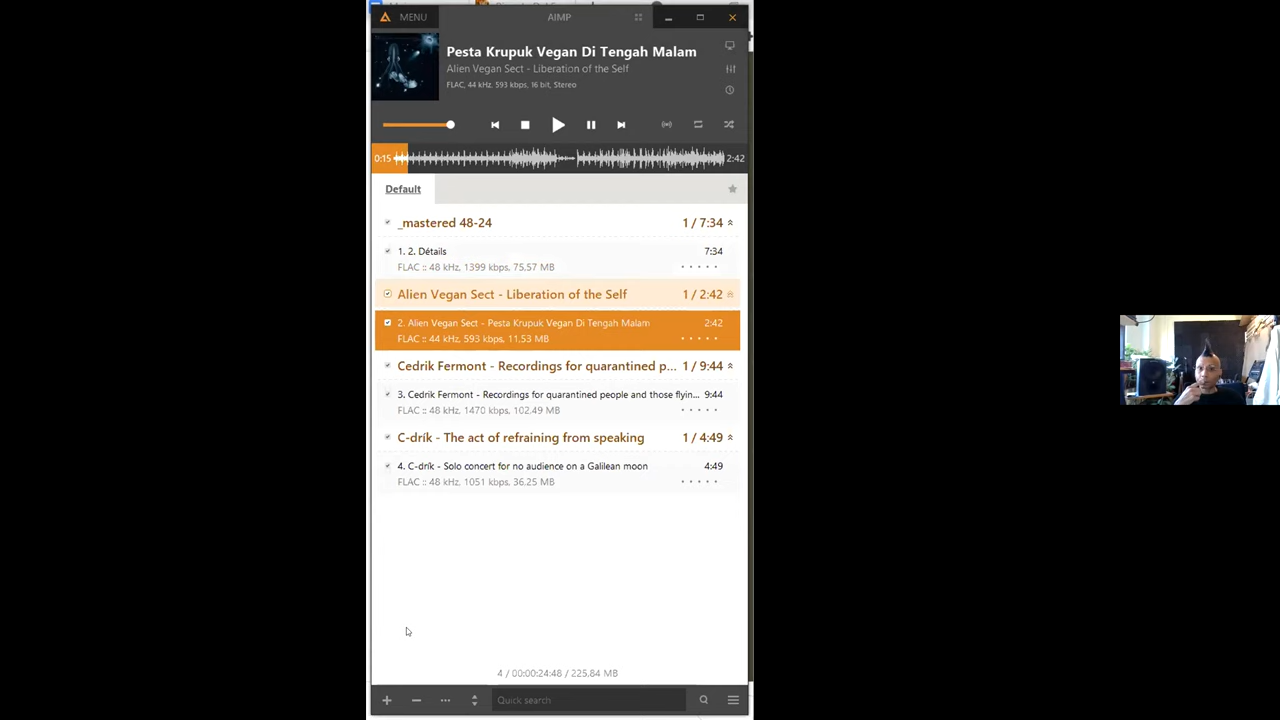 MENU
AIMP
Pesta Krupuk Vegan Di Tengah Malam
Alien Vegan Sect - Liberation of the Self
FLAC, 44 kHz, 593 kbps, 16 bit, Stereo
0:15
2:42
Default
_mastered 48-24 1 / 7:34
1. 2. Détails 7:34
FLAC :: 48 kHz, 1399 kbps, 75,57 MB
Alien Vegan Sect - Liberation of the Self 1 / 2:42
2. Alien Vegan Sect - Pesta Krupuk Vegan Di Tengah Malam 2:42
FLAC :: 44 kHz, 593 kbps, 11,53 MB
Cedrik Fermont - Recordings for quarantined p... 1 / 9:44
3. Cedrik Fermont - Recordings for quarantined people and those flyin... 9:44
FLAC :: 48 kHz, 1470 kbps, 102,49 MB
C-drík - The act of refraining from speaking 1 / 4:49
4. C-drík - Solo concert for no audience on a Galilean moon 4:49
FLAC :: 48 kHz, 1051 kbps, 36,25 MB
4 / 00:00:24:48 / 225,84 MB
Quick search